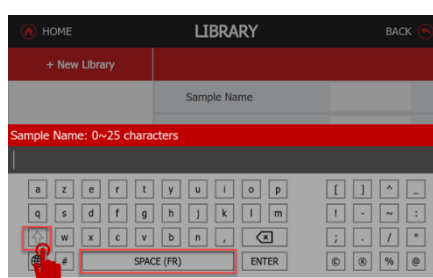 HOME LIBRARY BACK
+ New Library
Sample Name
Sample Name: 0~25 characters
a z e r t y u i o p [ ] ^ _
q s d f g h j k l m ! - ~ :
w x c v b n , ; . / "
# SPACE (FR) ENTER © ® % @